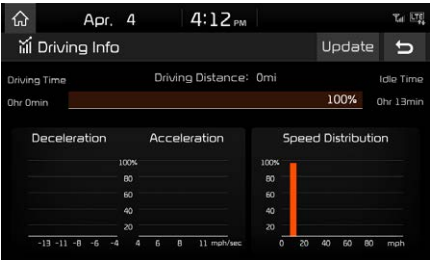 Apr. 4 4:12 PM LTE
Driving Info Update
Driving Time Driving Distance: 0mi Idle Time
0hr 0min 100% 0hr 13min
Deceleration Acceleration Speed Distribution
100% 100%
80 80
60 60
40 40
20 20
-13 -11 -8 -6 -4 4 6 8 11 mph/sec 0 20 40 60 80 mph